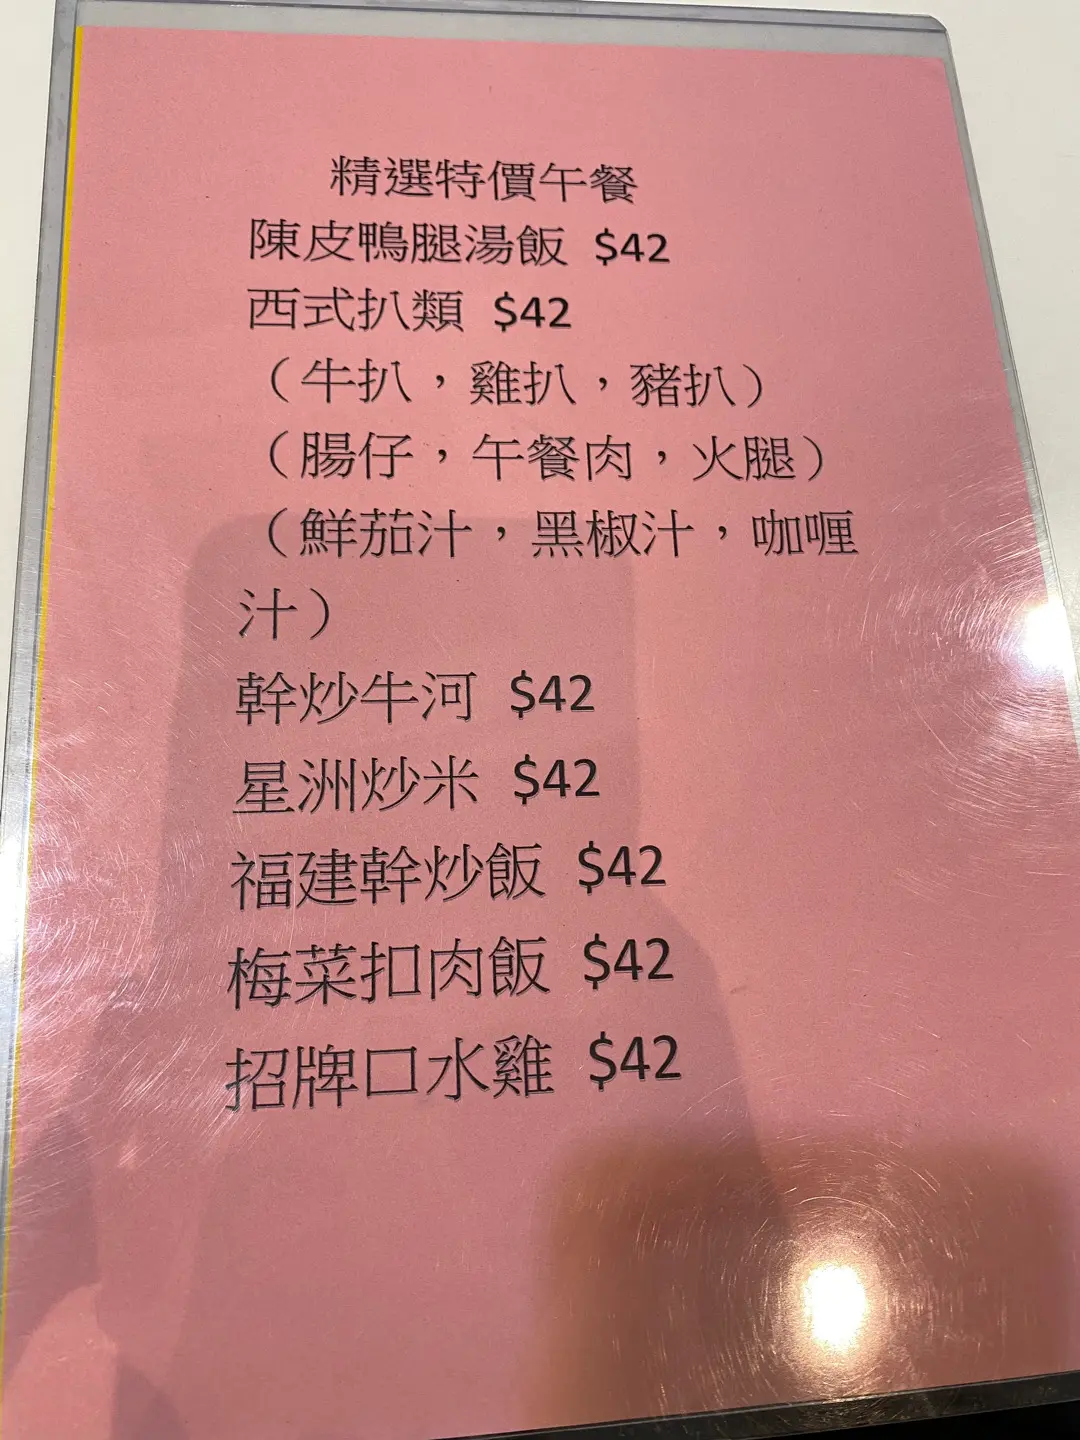 精選特價午餐
陳皮鴨腿湯飯 $42
西式扒類 $42
（牛扒，雞扒，豬扒）
（腸仔，午餐肉，火腿）
（鮮茄汁，黑椒汁，咖喱
汁）
幹炒牛河 $42
星洲炒米 $42
福建幹炒飯 $42
梅菜扣肉飯 $42
招牌口水雞 $42